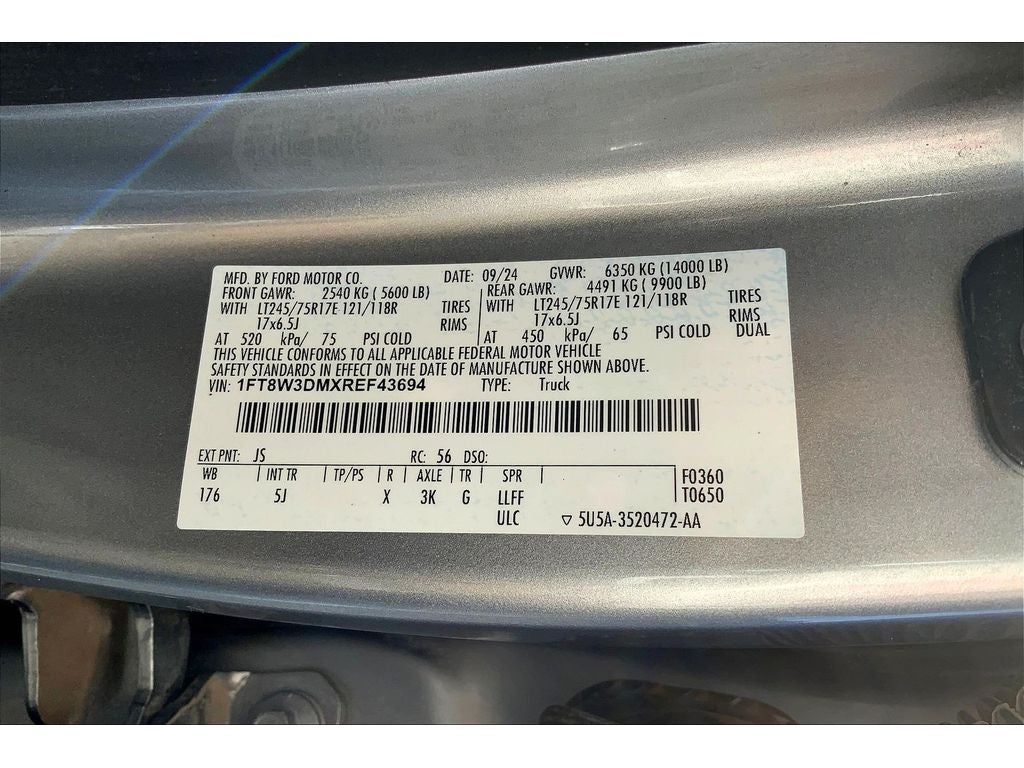 MFD. BY FORD MOTOR CO. DATE: 09/24 GVWR: 6350 KG (14000 LB)
FRONT GAWR: 2540 KG ( 5600 LB) REAR GAWR: 4491 KG ( 9900 LB)
WITH LT245/75R17E 121/118R TIRES WITH LT245/75R17E 121/118R TIRES
17x6.5J RIMS 17x6.5J RIMS
AT 520 kPa/ 75 PSI COLD AT 450 kPa/ 65 PSI COLD DUAL
THIS VEHICLE CONFORMS TO ALL APPLICABLE FEDERAL MOTOR VEHICLE
SAFETY STANDARDS IN EFFECT ON THE DATE OF MANUFACTURE SHOWN ABOVE.
VIN: 1FT8W3DMXREF43694 TYPE: Truck
EXT PNT: JS RC: 56 DSO:
WB INT TR TP/PS R AXLE TR SPR F0360
176 5J X 3K G LLFF T0650
ULC ▽ 5U5A-3520472-AA